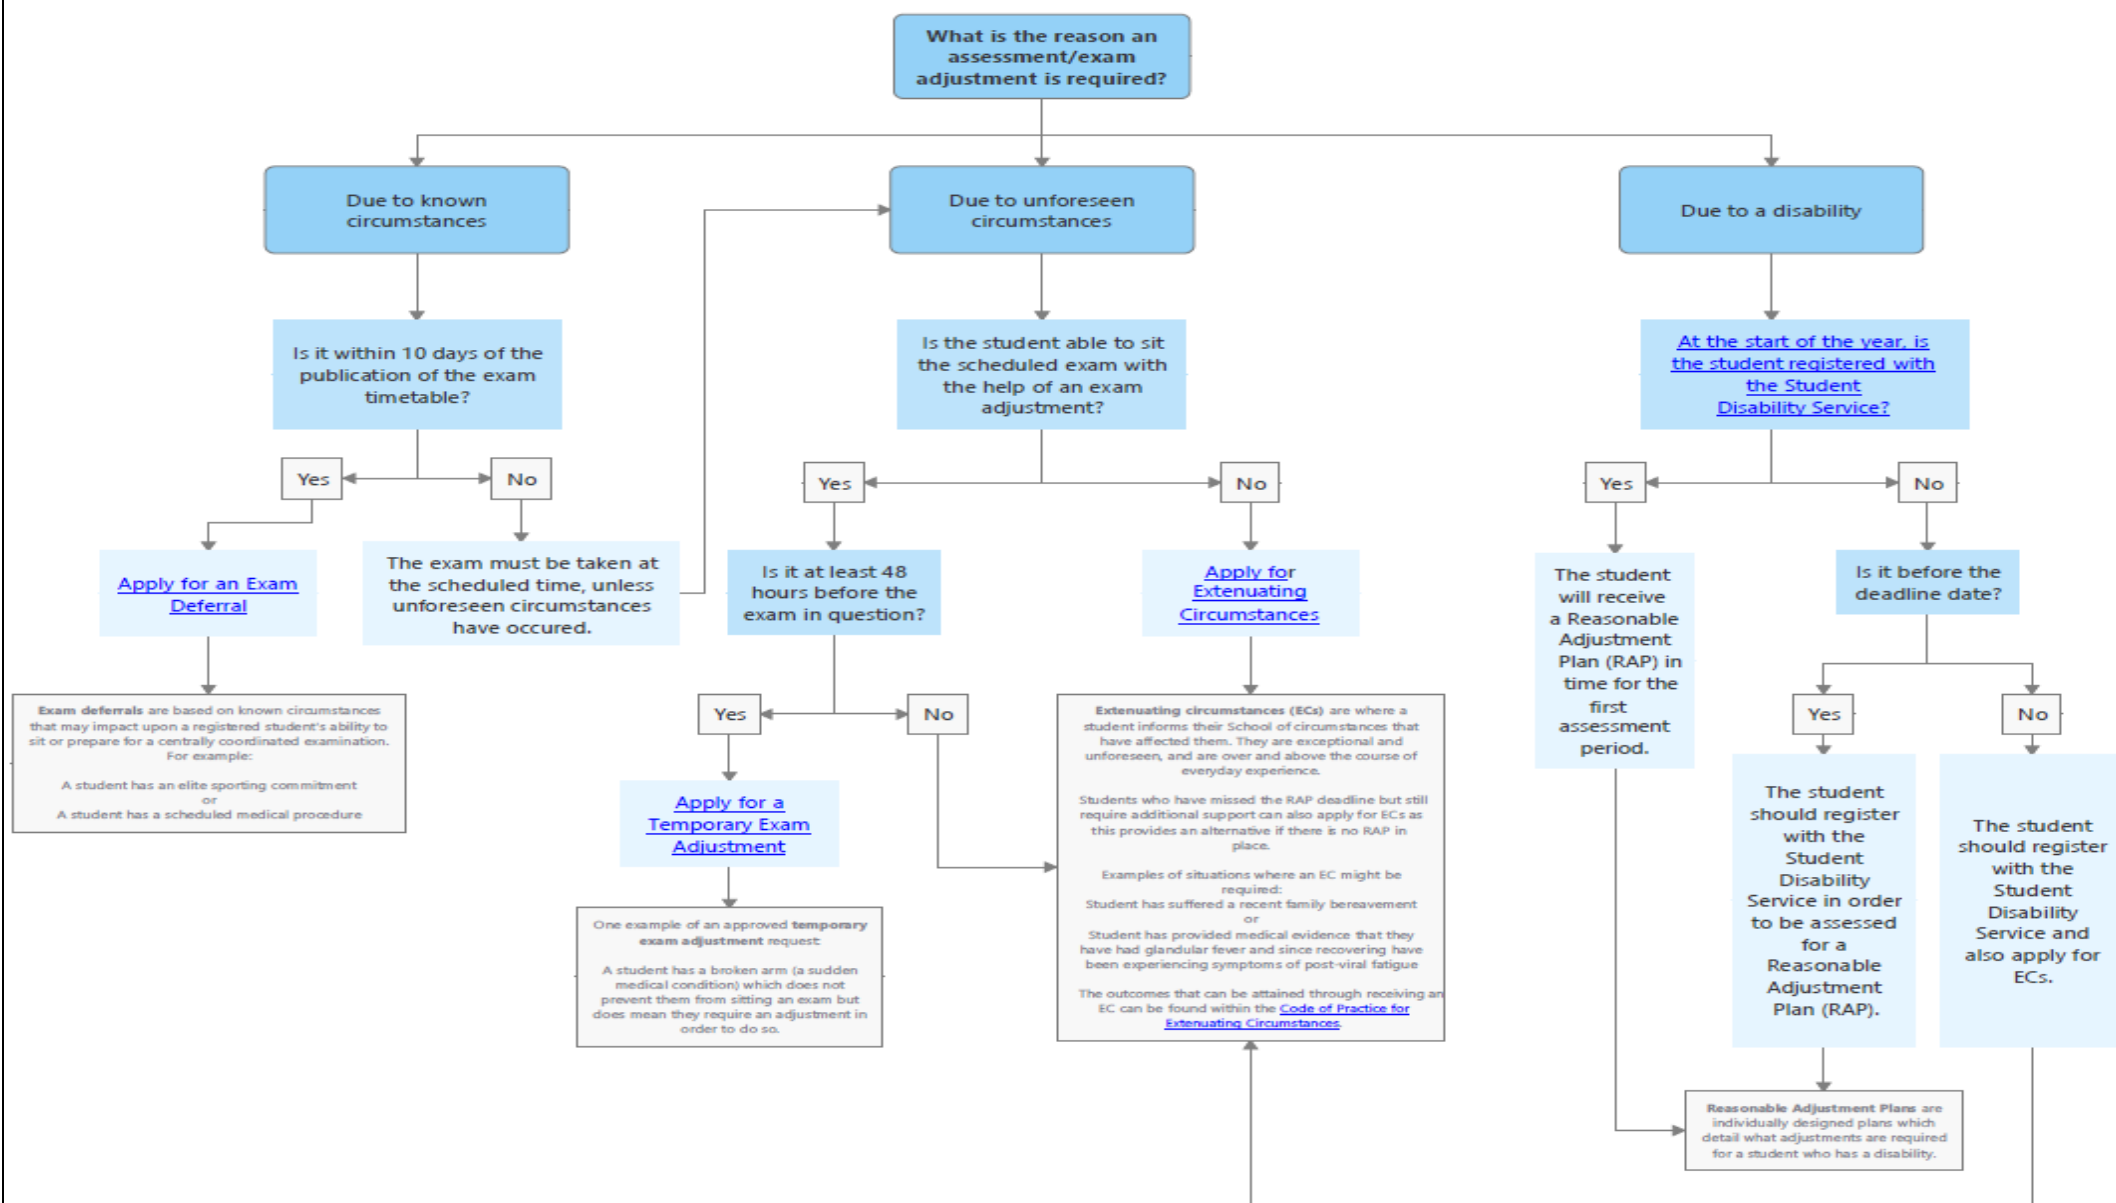 What is the reason an
assessment/exam
adjustment is required?
Due to known
circumstances
Due to unforeseen
circumstances
Due to a disability
Is it within 10 days of the
publication of the exam
timetable?
Is the student able to sit
the scheduled exam with
the help of an exam
adjustment?
At the start of the year, is
the student registered with
the Student
Disability Service?
Yes
No
Yes
No
Yes
No
Apply for an Exam
Deferral
The exam must be taken at
the scheduled time, unless
unforeseen circumstances
have occured.
Is it at least 48
hours before the
exam in question?
Apply for
Extenuating
Circumstances
The student
will receive
a Reasonable
Adjustment
Plan (RAP) in
time for the
first
assessment
period.
Is it before the
deadline date?
Exam deferrals are based on known circumstances
that may impact upon a registered student's ability to
sit or prepare for a centrally coordinated examination.
For example:
A student has an elite sporting commitment
or
A student has a scheduled medical procedure
Yes
No
Extenuating circumstances (ECs) are where a
student informs their School of circumstances that
have affected them. They are exceptional and
unforeseen, and are over and above the course of
everyday experience.
Students who have missed the RAP deadline but still
require additional support can also apply for ECs as
this provides an alternative if there is no RAP in
place.
Examples of situations where an EC might be
required:
Student has suffered a recent family bereavement
or
Student has provided medical evidence that they
have had glandular fever and since recovering have
been experiencing symptoms of post-viral fatigue
The outcomes that can be attained through receiving an
EC can be found within the Code of Practice for
Extenuating Circumstances.
Yes
No
Apply for a
Temporary Exam
Adjustment
One example of an approved temporary
exam adjustment request:
A student has a broken arm (a sudden
medical condition) which does not
prevent them from sitting an exam but
does mean they require an adjustment in
order to do so.
The student
should register
with the
Student
Disability
Service in order
to be assessed
for a
Reasonable
Adjustment
Plan (RAP).
The student
should register
with the
Student
Disability
Service and
also apply for
ECs.
Reasonable Adjustment Plans are
individually designed plans which
detail what adjustments are required
for a student who has a disability.